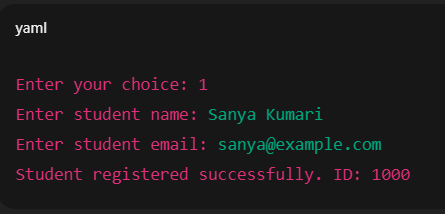 yaml
Enter your choice: 1
Enter student name: Sanya Kumari
Enter student email: sanya@example.com
Student registered successfully. ID: 1000